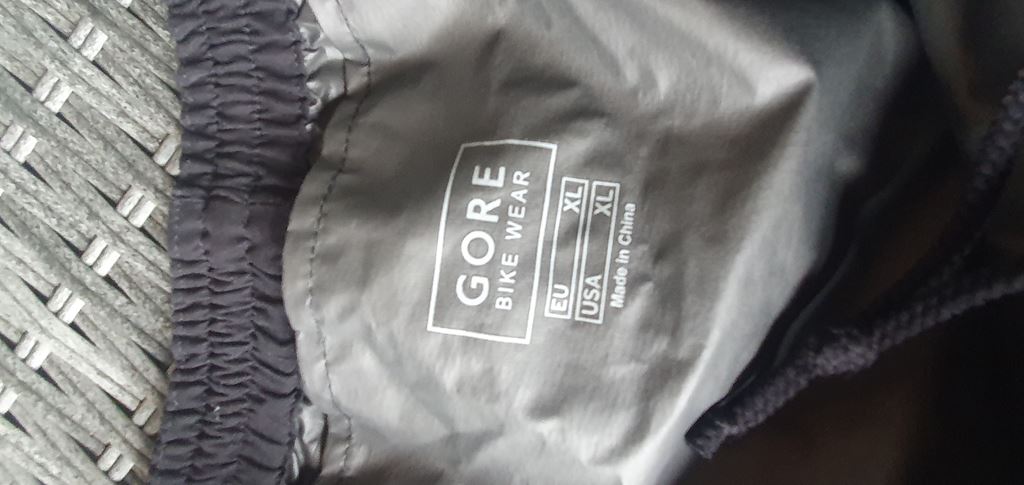 GORE
BIKE WEAR
EU XL
USA XL
Made in China